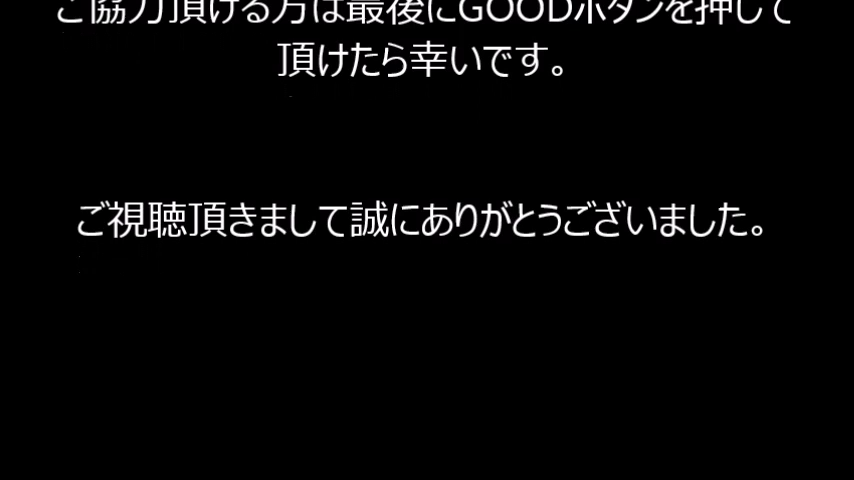 ご協力頂ける方は最後にGOODボタンを押して
頂けたら幸いです。
ご視聴頂きまして誠にありがとうございました。